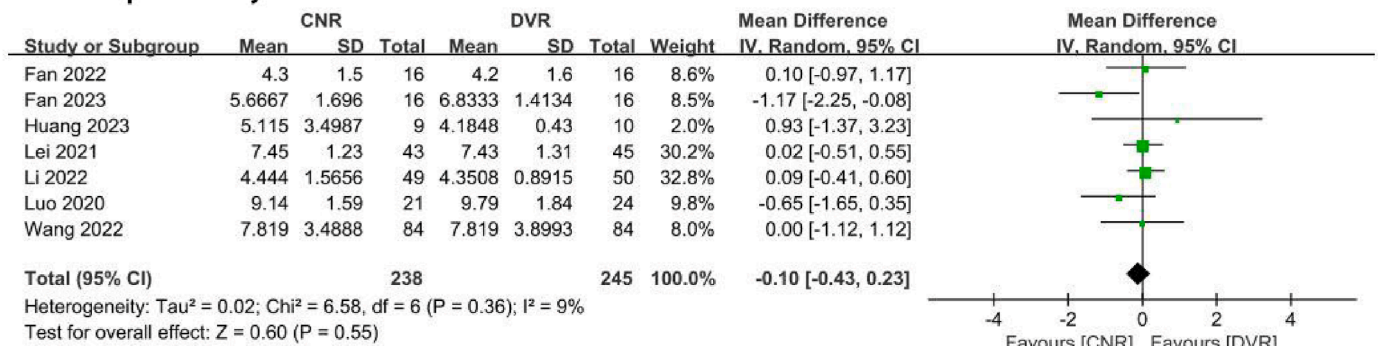 CNR DVR Mean Difference Mean Difference
Study or Subgroup Mean SD Total Mean SD Total Weight IV, Random, 95% CI IV, Random, 95% CI
Fan 2022 4.3 1.5 16 4.2 1.6 16 8.6% 0.10 [-0.97, 1.17]
Fan 2023 5.6667 1.696 16 6.8333 1.4134 16 8.5% -1.17 [-2.25, -0.08]
Huang 2023 5.115 3.4987 9 4.1848 0.43 10 2.0% 0.93 [-1.37, 3.23]
Lei 2021 7.45 1.23 43 7.43 1.31 45 30.2% 0.02 [-0.51, 0.55]
Li 2022 4.444 1.5656 49 4.3508 0.8915 50 32.8% 0.09 [-0.41, 0.60]
Luo 2020 9.14 1.59 21 9.79 1.84 24 9.8% -0.65 [-1.65, 0.35]
Wang 2022 7.819 3.4888 84 7.819 3.8993 84 8.0% 0.00 [-1.12, 1.12]
Total (95% CI) 238 245 100.0% -0.10 [-0.43, 0.23]
Heterogeneity: Tau² = 0.02; Chi² = 6.58, df = 6 (P = 0.36); I² = 9%
Test for overall effect: Z = 0.60 (P = 0.55)
-4 -2 0 2 4
Favours [CNR] Favours [DVR]